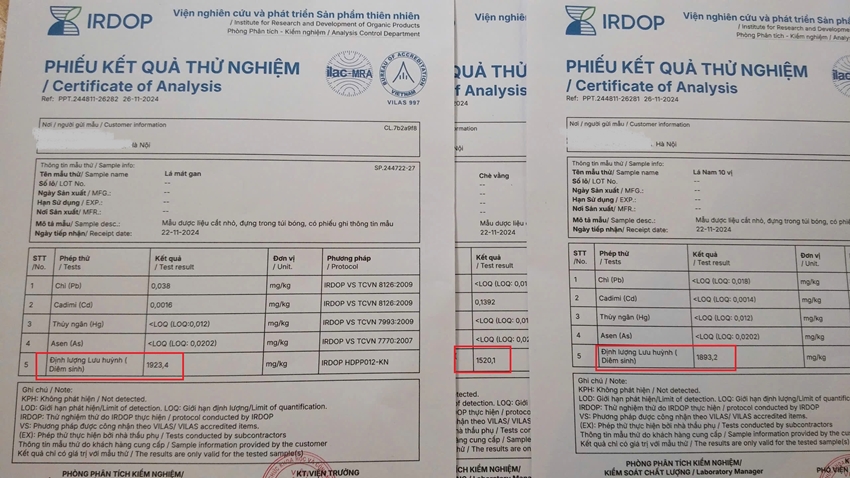 IRDOP
Viện nghiên cứu và phát triển Sản phẩm thiên nhiên
/ Institute for Research and Development of Organic Products
Phòng Phân tích - Kiểm nghiệm / Analysis Control Department
PHIẾU KẾT QUẢ THỬ NGHIỆM
/ Certificate of Analysis
Ref: PPT.244811-26282 26-11-2024
ilac-MRA
BUREAU OF ACCREDITATION
VIETNAM
VILAS 997
Nơi / người gửi mẫu / Customer information
CL:7b2a9f8
Hà Nội
Thông tin mẫu thử / Sample info:
SP.244722-27
Tên mẫu thử/ Sample name Lá mát gan
Số lô/ LOT No. --
Ngày Sản xuất/ MFG.: --
Hạn Sử dụng / EXP.: --
Nơi Sản xuất/ MFR.: --
Mô tả mẫu/ Sample desc.: Mẫu dược liệu cắt nhỏ, đựng trong túi bóng, có phiếu ghi thông tin mẫu
Ngày tiếp nhận/ Receipt date: 22-11-2024
STT /No. Phép thử / Tests Kết quả / Test result Đơn vị / Unit. Phương pháp / Protocol
1 Chì (Pb) 0,038 mg/kg IRDOP VS TCVN 8126:2009
2 Cadimi (Cd) 0,0016 mg/kg IRDOP VS TCVN 8126:2009
3 Thủy ngân (Hg) <LOQ (LOQ:0,012) mg/kg IRDOP VS TCVN 7993:2009
4 Asen (As) <LOQ (LOQ:,0,0202) mg/kg IRDOP VS TCVN 7770:2007
5 Định lượng Lưu huỳnh ( Diêm sinh) 1923,4 mg/kg IRDOP HDPP012-KN
Ghi chú / Note:
KPH: Không phát hiện / Not detected.
LOD: Giới hạn phát hiện/Limit of detection. LOQ: Giới hạn định lượng/Limit of quantification.
IRDOP: Thử nghiệm thử do IRDOP thực hiện / protocol conducted by IRDOP
VS: Phương pháp được công nhận theo VILAS/ VILAS accredited items.
(EX): Phép thử thực hiện bởi nhà thầu phụ / Tests conducted by subcontractors
Thông tin mẫu thử do khách hàng cung cấp / Sample information provided by the customer
Kết quả chỉ có giá trị với mẫu thử / The results are only valid for the tested sample(s)
PHÒNG PHÂN TÍCH KIỂM NGHIỆM/
KT/VIỆN TRƯỞNG
QUẢ THỬ
of Analys
2024
information
info:
Chè vằng
--
--
--
--
Mẫu dược liệu
22-11-2024
Kết quả
/ Test result
<LOQ (LOQ: 0,01
0,1392
<LOQ (LOQ:0,01
<LOQ (LOQ:,0,02
1520,1
IRDOP
Viện nghiên cứu và phát triển Sản phẩm
/ Institute for Research and Development
Phòng Phân tích - Kiểm nghiệm / Analysis
PHIẾU KẾT QUẢ THỬ NGHIỆM
/ Certificate of Analysis
Ref: PPT.244811-26281 26-11-2024
Nơi / người gửi mẫu / Customer information
Hà Nội
Thông tin mẫu thử / Sample info:
Tên mẫu thử/ Sample name Lá Nam 10 vị
Số lô/ LOT No. --
Ngày Sản xuất / MFG.: --
Hạn Sử dụng / EXP.: --
Nơi Sản xuất/ MFR.: --
Mô tả mẫu/ Sample desc.: Mẫu dược liệu cắt nhỏ, đựng trong túi bóng, có phiếu
Ngày tiếp nhận/ Receipt date: 22-11-2024
STT /No. Phép thử / Tests Kết quả / Test result Đơn vị / Unit.
1 Chì (Pb) <LOQ (LOQ: 0,018) mg/kg
2 Cadimi (Cd) <LOQ (LOQ: 0,0014) mg/kg
3 Thủy ngân (Hg) <LOQ (LOQ:0,012) mg/kg
4 Asen (As) <LOQ (LOQ:,0,0202) mg/kg
5 Định lượng Lưu huỳnh ( Diêm sinh) 1893,2 mg/kg
Ghi chú / Note:
KPH: Không phát hiện / Not detected.
LOD: Giới hạn phát hiện/Limit of detection. LOQ: Giới hạn định lượng/Limit of
IRDOP: Thử nghiệm thử do IRDOP thực hiện / protocol conducted by IRDOP
VS: Phương pháp được công nhận theo VILAS/ VILAS accredited items.
(EX): Phép thử thực hiện bởi nhà thầu phụ / Tests conducted by subcontractors
Thông tin mẫu thử do khách hàng cung cấp / Sample information provided by
Kết quả chỉ có giá trị với mẫu thử / The results are only valid for the tested
PHÒNG PHÂN TÍCH KIỂM NGHIỆM/
KIỂM SOÁT CHẤT LƯỢNG / Laboratory Manager
PHÓ VIỆN